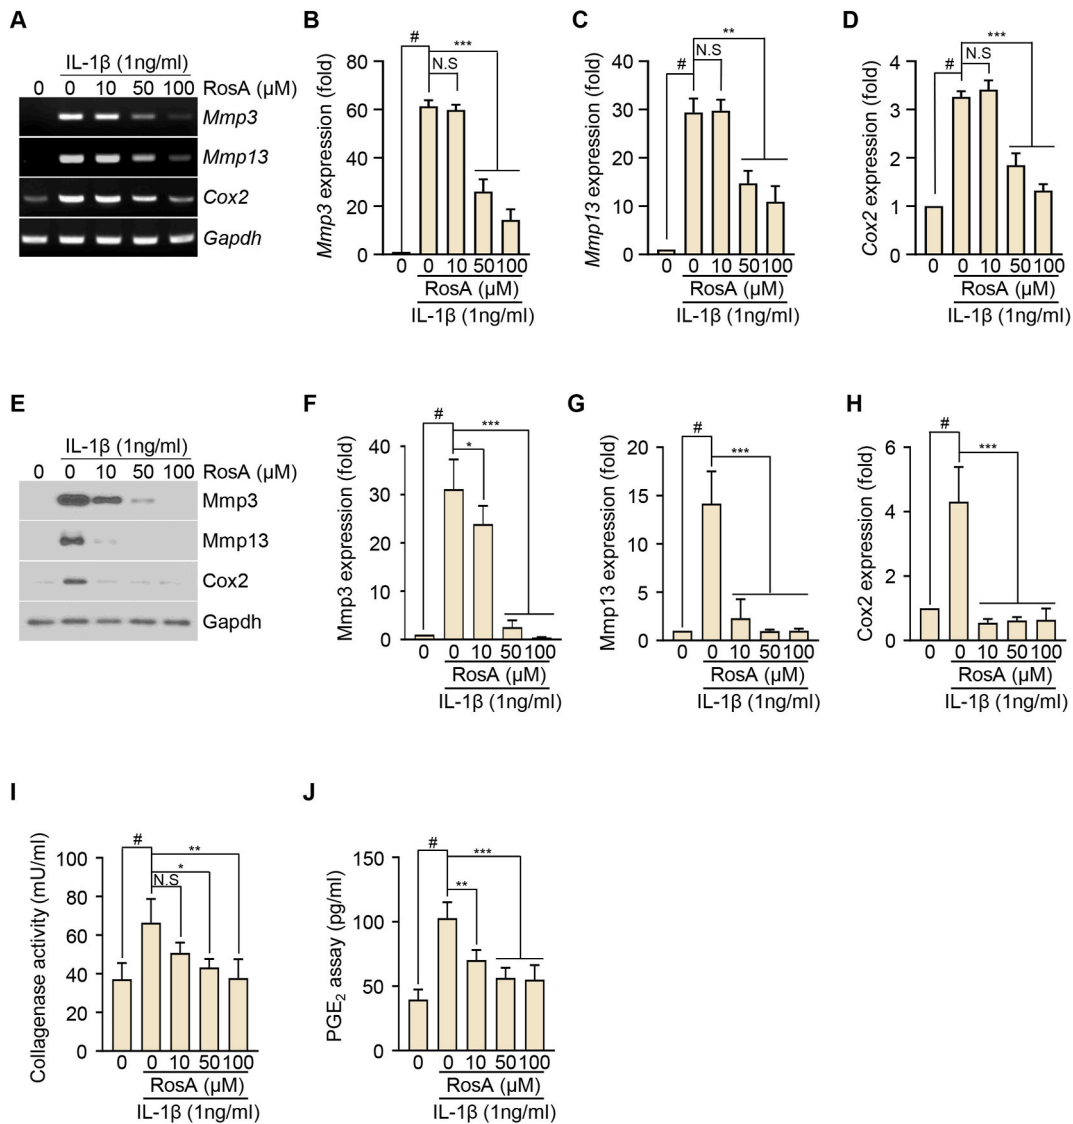 A
IL-1β (1ng/ml)
0 0 10 50 100 RosA (μM)
Mmp3
Mmp13
Cox2
Gapdh
B
Mmp3 expression (fold)
80
60
40
20
0
#
***
N.S
0 0 10 50 100
RosA (μM)
IL-1β (1ng/ml)
C
Mmp13 expression (fold)
40
30
20
10
0
#
**
N.S
0 0 10 50 100
RosA (μM)
IL-1β (1ng/ml)
D
Cox2 expression (fold)
4
3
2
1
0
#
***
N.S
0 0 10 50 100
RosA (μM)
IL-1β (1ng/ml)
E
IL-1β (1ng/ml)
0 0 10 50 100 RosA (μM)
Mmp3
Mmp13
Cox2
Gapdh
F
Mmp3 expression (fold)
40
30
20
10
0
#
***
*
0 0 10 50 100
RosA (μM)
IL-1β (1ng/ml)
G
Mmp13 expression (fold)
20
15
10
5
0
#
***
0 0 10 50 100
RosA (μM)
IL-1β (1ng/ml)
H
Cox2 expression (fold)
6
4
2
0
#
***
0 0 10 50 100
RosA (μM)
IL-1β (1ng/ml)
I
Collagenase activity (mU/ml)
100
80
60
40
20
0
#
**
*
N.S
0 0 10 50 100
RosA (μM)
IL-1β (1ng/ml)
J
PGE₂ assay (pg/ml)
150
100
50
0
#
***
**
0 0 10 50 100
RosA (μM)
IL-1β (1ng/ml)